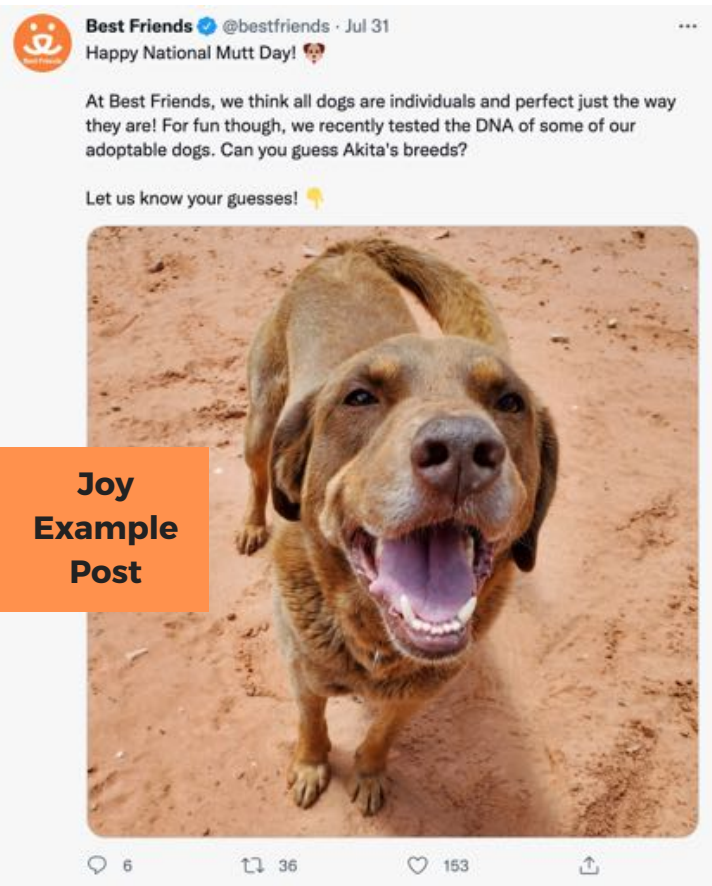 Best Friends @bestfriends · Jul 31
Happy National Mutt Day! 🐶
At Best Friends, we think all dogs are individuals and perfect just the way
they are! For fun though, we recently tested the DNA of some of our
adoptable dogs. Can you guess Akita's breeds?
Let us know your guesses! 👇
Joy
Example
Post
6 36 153
Best Friends